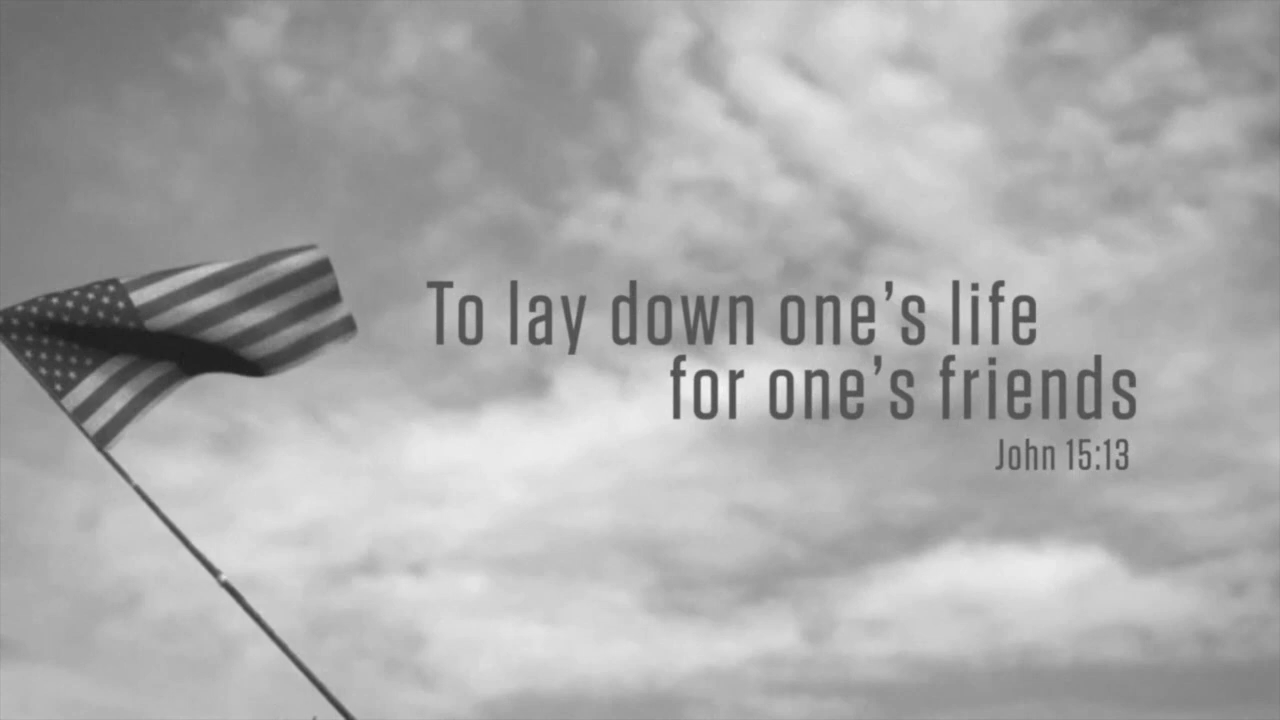 To lay down one’s life
for one’s friends
John 15:13